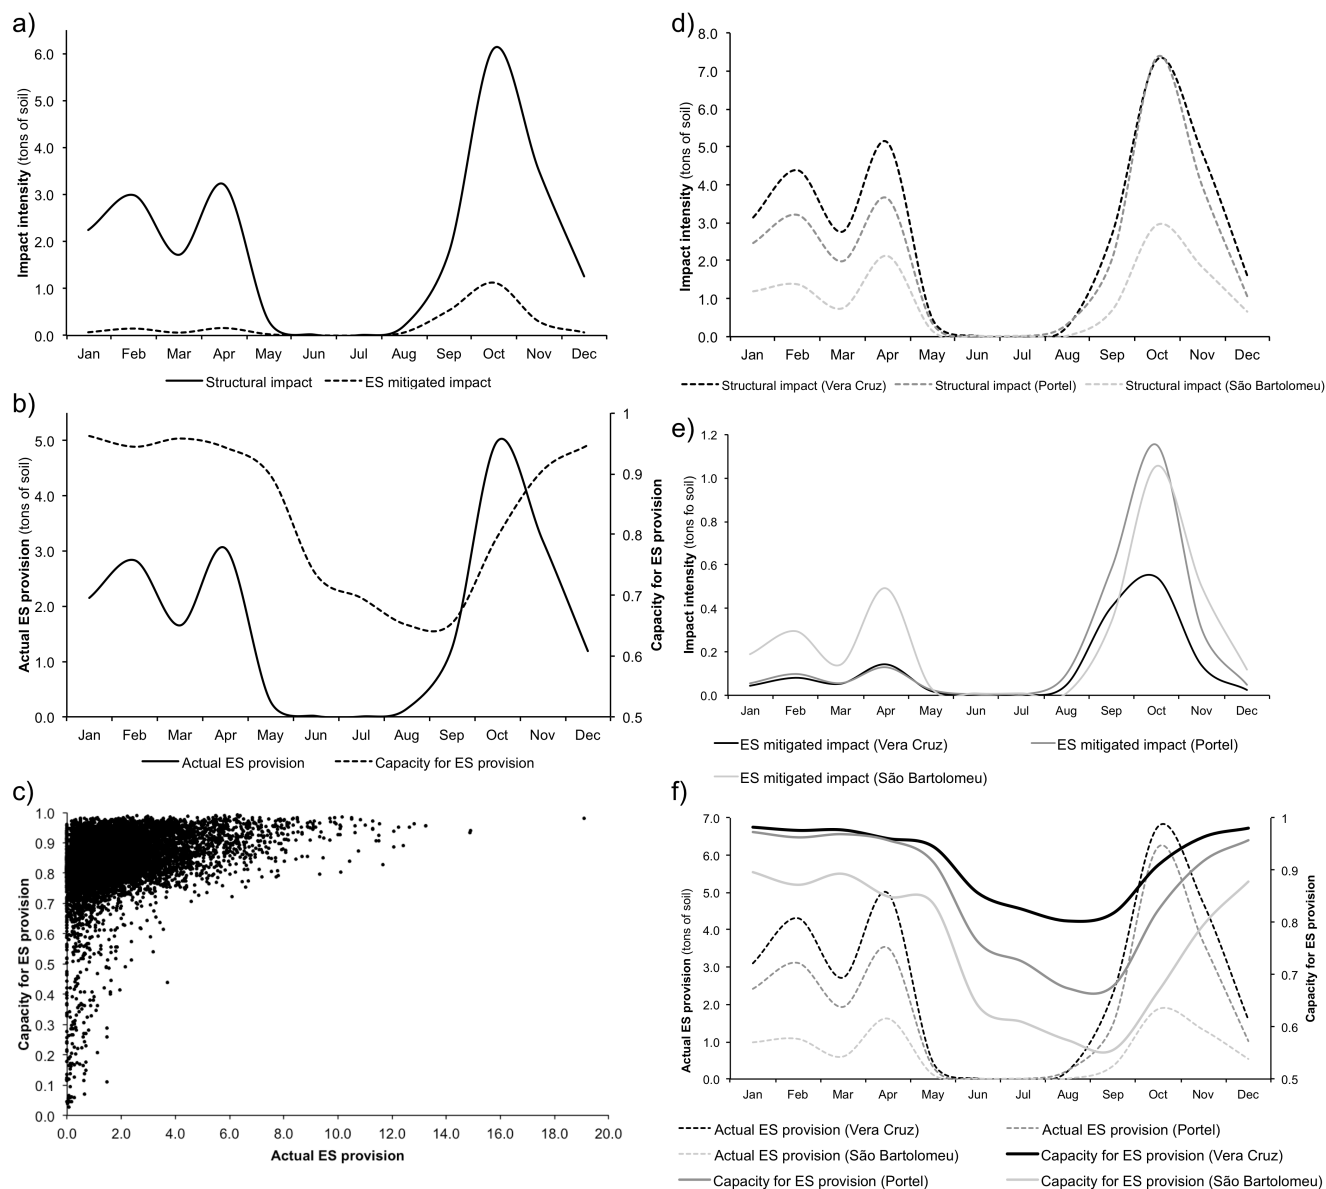 a)
Impact intensity (tons of soil)
6.0
5.0
4.0
3.0
2.0
1.0
0.0
Jan Feb Mar Apr May Jun Jul Aug Sep Oct Nov Dec
Structural impact ES mitigated impact
b)
Actual ES provision (tons of soil)
5.0
4.0
3.0
2.0
1.0
0.0
1
0.9
0.8
0.7
0.6
0.5
Capacity for ES provision
Jan Feb Mar Apr May Jun Jul Aug Sep Oct Nov Dec
Actual ES provision Capacity for ES provision
c)
Capacity for ES provision
1.0
0.9
0.8
0.7
0.6
0.5
0.4
0.3
0.2
0.1
0.0
0.0 2.0 4.0 6.0 8.0 10.0 12.0 14.0 16.0 18.0 20.0
Actual ES provision
d)
Impact intensity (tons of soil)
8.0
7.0
6.0
5.0
4.0
3.0
2.0
1.0
0.0
Jan Feb Mar Apr May Jun Jul Aug Sep Oct Nov Dec
Structural impact (Vera Cruz) Structural impact (Portel) Structural impact (São Bartolomeu)
e)
Impact intensity (tons fo soil)
1.2
1.0
0.8
0.6
0.4
0.2
0.0
Jan Feb Mar Apr May Jun Jul Aug Sep Oct Nov Dec
ES mitigated impact (Vera Cruz) ES mitigated impact (Portel)
ES mitigated impact (São Bartolomeu)
f)
Actual ES provision (tons of soil)
7.0
6.0
5.0
4.0
3.0
2.0
1.0
0.0
1
0.9
0.8
0.7
0.6
0.5
Capacity for ES provision
Jan Feb Mar Apr May Jun Jul Aug Sep Oct Nov Dec
Actual ES provision (Vera Cruz) Actual ES provision (Portel)
Actual ES provision (São Bartolomeu) Capacity for ES provision (Vera Cruz)
Capacity for ES provision (Portel) Capacity for ES provision (São Bartolomeu)